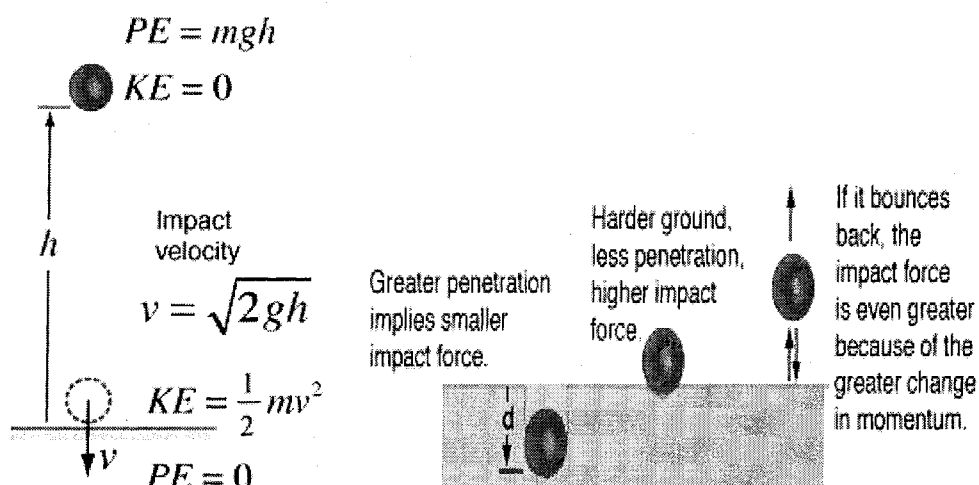 PE = mgh
KE = 0
h
Impact
velocity
v = √2gh
KE = 1/2 mv²
v
PE = 0
Greater penetration
implies smaller
impact force.
d
Harder ground,
less penetration,
higher impact
force.
If it bounces
back, the
impact force
is even greater
because of the
greater change
in momentum.